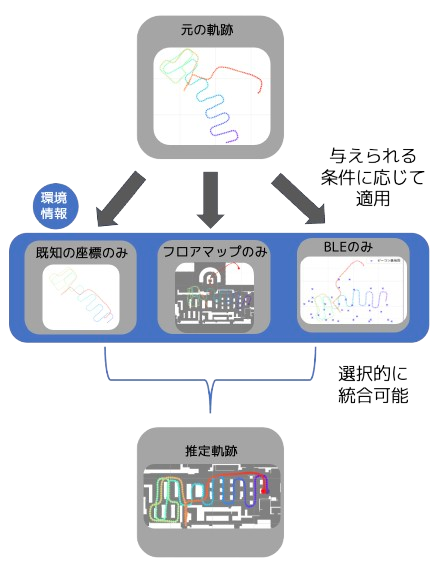 元の軌跡
与えられる
条件に応じて
適用
環境
情報
既知の座標のみ
フロアマップのみ
BLEのみ
選択的に
統合可能
推定軌跡